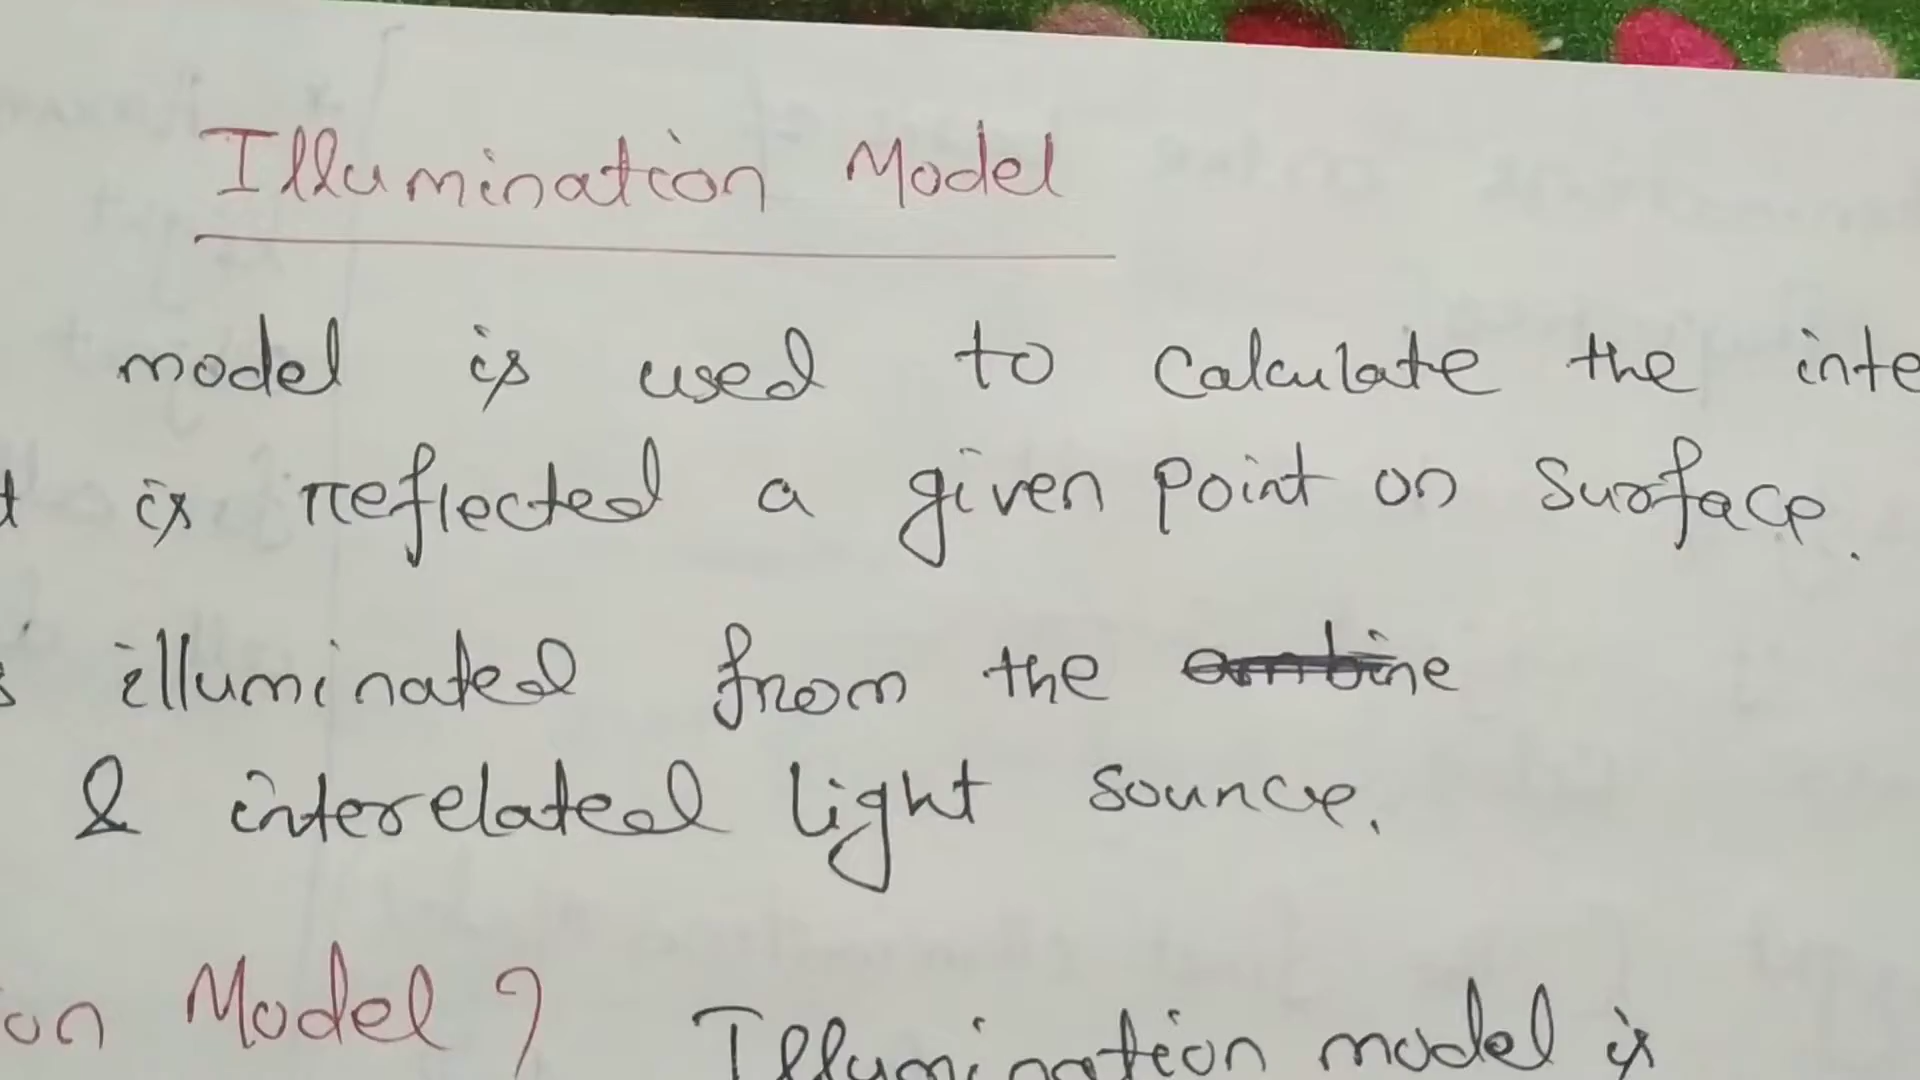 Illumination Model
model is used to calculate the inte
t is reflected a given point on surface.
s illuminated from the
& interelated light source.
on Model ? Illumination model is